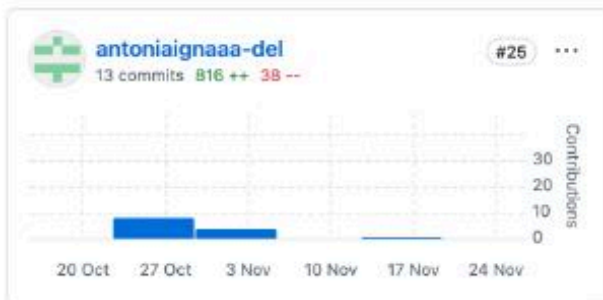 antoniaignaaa-del
#25 ...
13 commits 816 ++ 38 --
Contributions
30
20
10
0
20 Oct 27 Oct 3 Nov 10 Nov 17 Nov 24 Nov